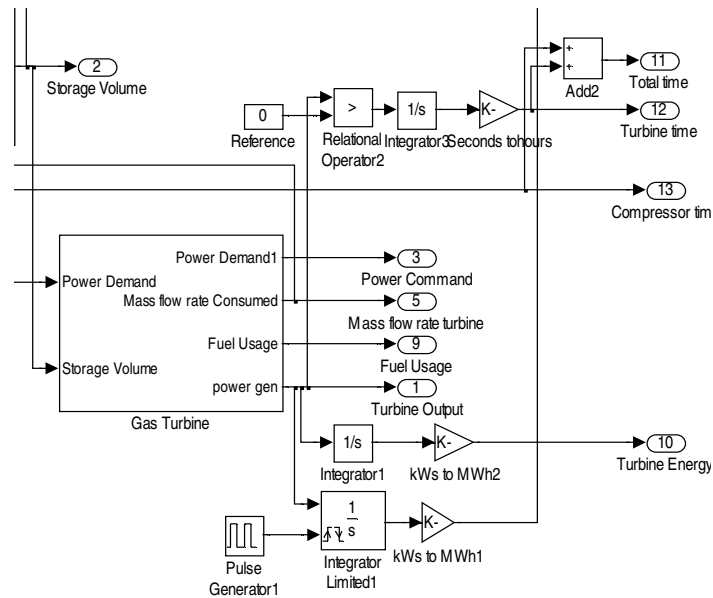 2
Storage Volume
0
Reference
>
Relational
Operator2
1/s
Integrator3
K-
Seconds tohours
+
+
Add2
11
Total time
12
Turbine time
13
Compressor tim
Power Demand
Storage Volume
Power Demand1
Mass flow rate Consumed
Fuel Usage
power gen
Gas Turbine
3
Power Command
5
Mass flow rate turbine
9
Fuel Usage
1
Turbine Output
1/s
Integrator1
K-
kWs to MWh2
10
Turbine Energy
Pulse
Generator1
1
s
Integrator
Limited1
K-
kWs to MWh1